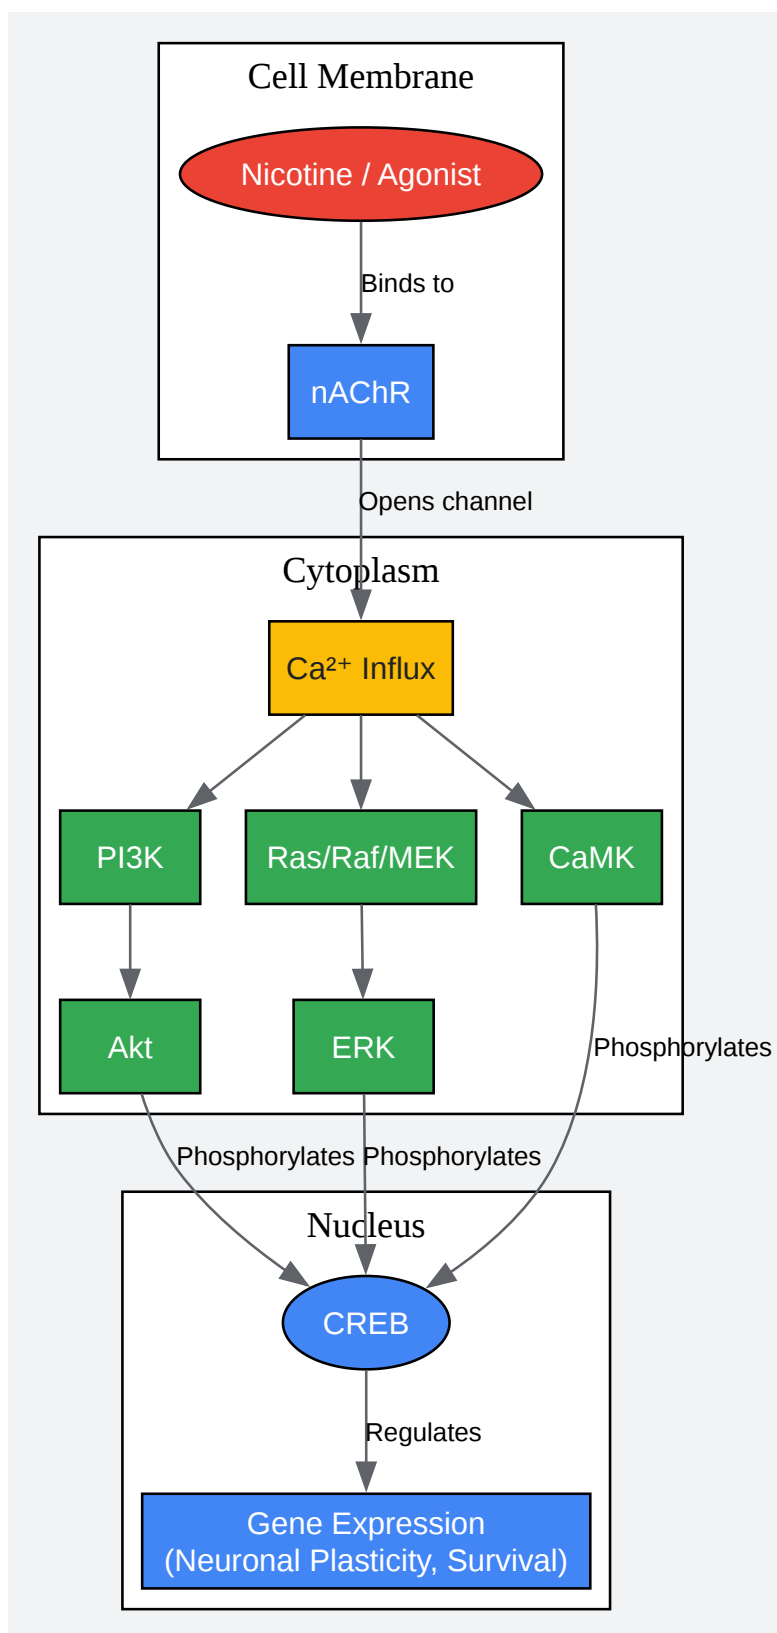 Cell Membrane
Nicotine / Agonist
Binds to
nAChR
Opens channel
Cytoplasm
Ca²⁺ Influx
PI3K
Ras/Raf/MEK
CaMK
Akt
ERK
Phosphorylates
Phosphorylates
Phosphorylates
Nucleus
CREB
Regulates
Gene Expression
(Neuronal Plasticity, Survival)